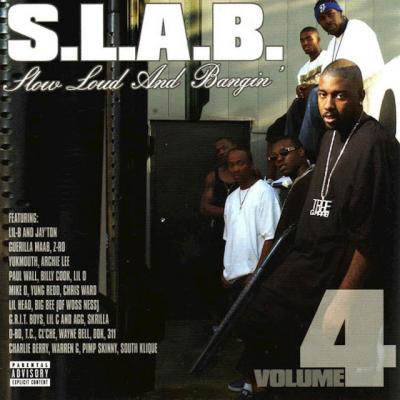 S.L.A.B.
Slow Loud And Bangin'
FEATURING:
LIL-B AND JAY'TON
GUERILLA MAAB, Z-RO
YUKMOUTH, ARCHIE LEE
PAUL WALL, BILLY COOK, LIL O
MIKE D, YUNG REDD, CHRIS WARD
LIL HEAD, BIG BEE [OF WOSS NESS]
G.R.I.T. BOYS, LIL C AND AGG, SKRILLA
D-BO, T.C., CL'CHE, WAYNE BELL, DDK, 311
CHARLIE BERRY, WARREN G, PIMP SKINNY, SOUTH KLIQUE
PARENTAL
ADVISORY
EXPLICIT CONTENT
VOLUME 4
TRAE